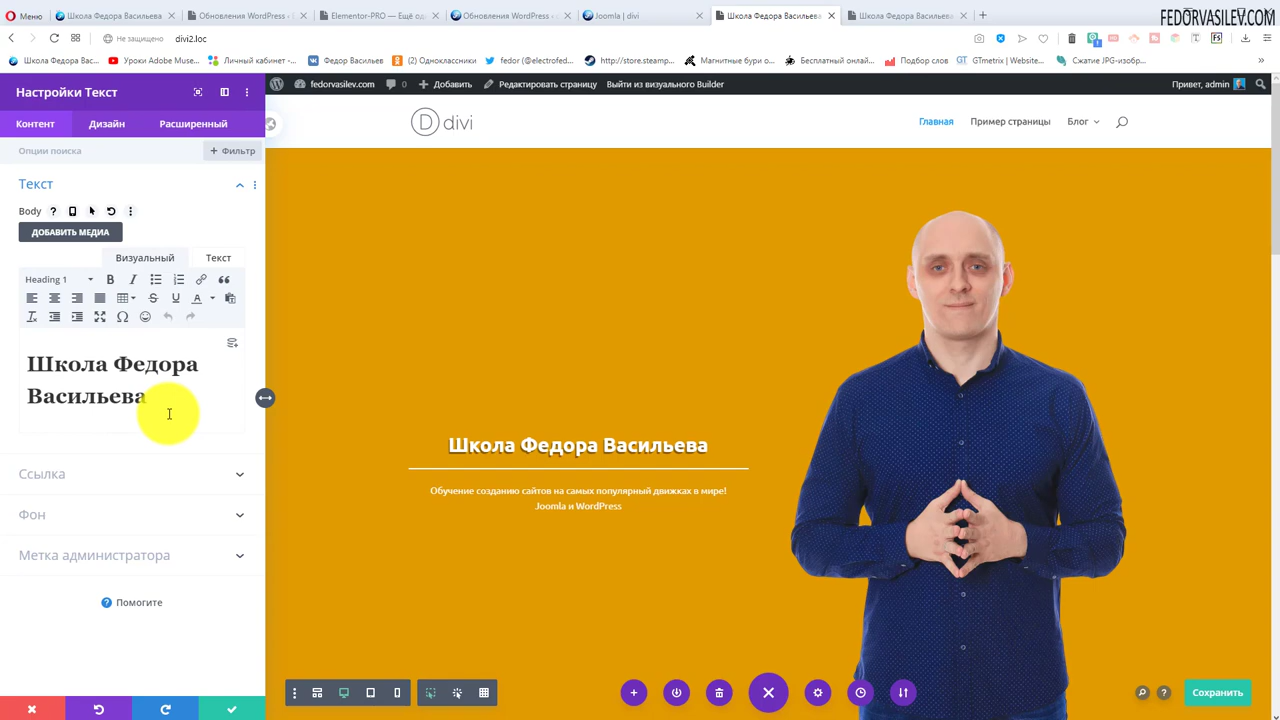 Меню
Школа Федора Васильева
Обновления WordPress ‹
Elementor-PRO — Ещё од
Обновления WordPress ‹
Joomla | divi
Школа Федора Васильева
Школа Федора Васильева
FEDORVASILEV.COM
Не защищено
divi2.loc
Школа Федора Вас...
Уроки Adobe Muse...
Личный кабинет -...
Федор Васильев
(2) Одноклассники
fedor (@electrofed...
http://store.steamp...
Магнитные бури о...
Бесплатный онлай...
Подбор слов
GTmetrix | Website...
Сжатие JPG-изобр...
Настройки Текст
fedorvasilev.com
0
Добавить
Редактировать страницу
Выйти из визуального Builder
Привет, admin
Контент
Дизайн
Расширенный
divi
Главная
Пример страницы
Блог
Опции поиска
Фильтр
Текст
Body
ДОБАВИТЬ МЕДИА
Визуальный
Текст
Heading 1
Школа Федора
Васильева
Ссылка
Фон
Метка администратора
Помогите
Школа Федора Васильева
Обучение созданию сайтов на самых популярный движках в мире!
Joomla и WordPress
Сохранить